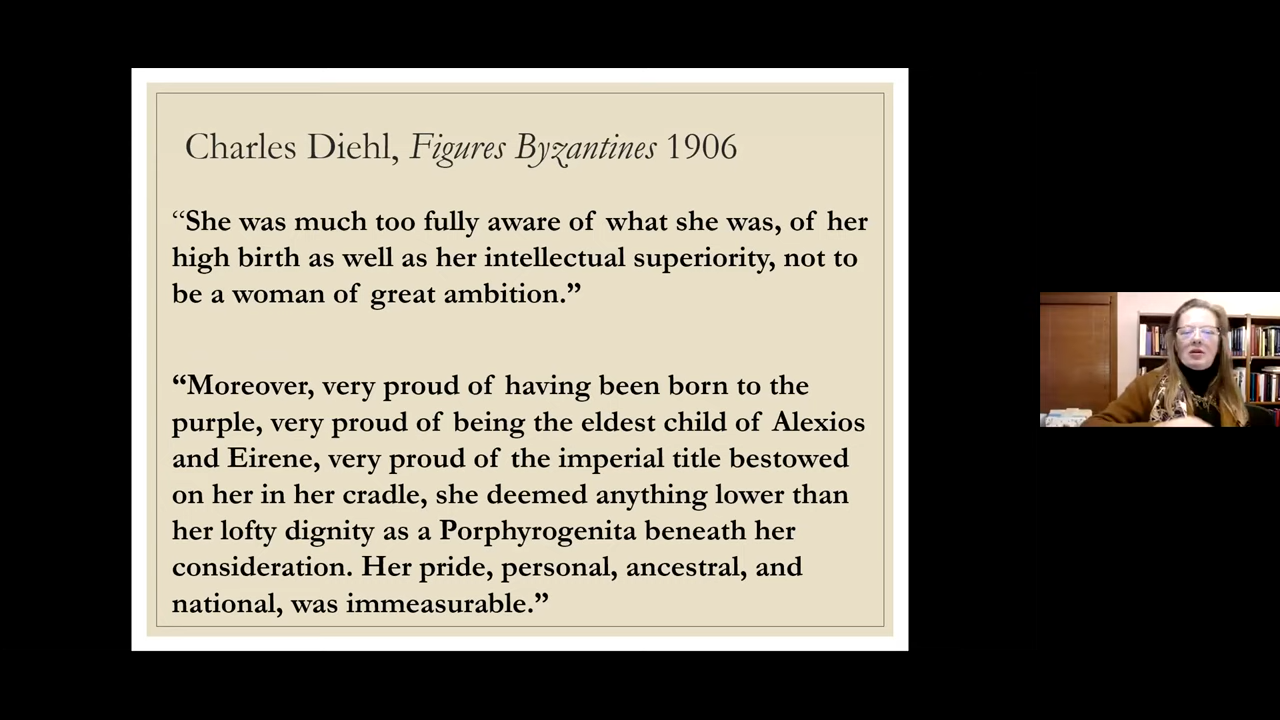 Charles Diehl, Figures Byzantines 1906
“She was much too fully aware of what she was, of her
high birth as well as her intellectual superiority, not to
be a woman of great ambition.”
“Moreover, very proud of having been born to the
purple, very proud of being the eldest child of Alexios
and Eirene, very proud of the imperial title bestowed
on her in her cradle, she deemed anything lower than
her lofty dignity as a Porphyrogenita beneath her
consideration. Her pride, personal, ancestral, and
national, was immeasurable.”